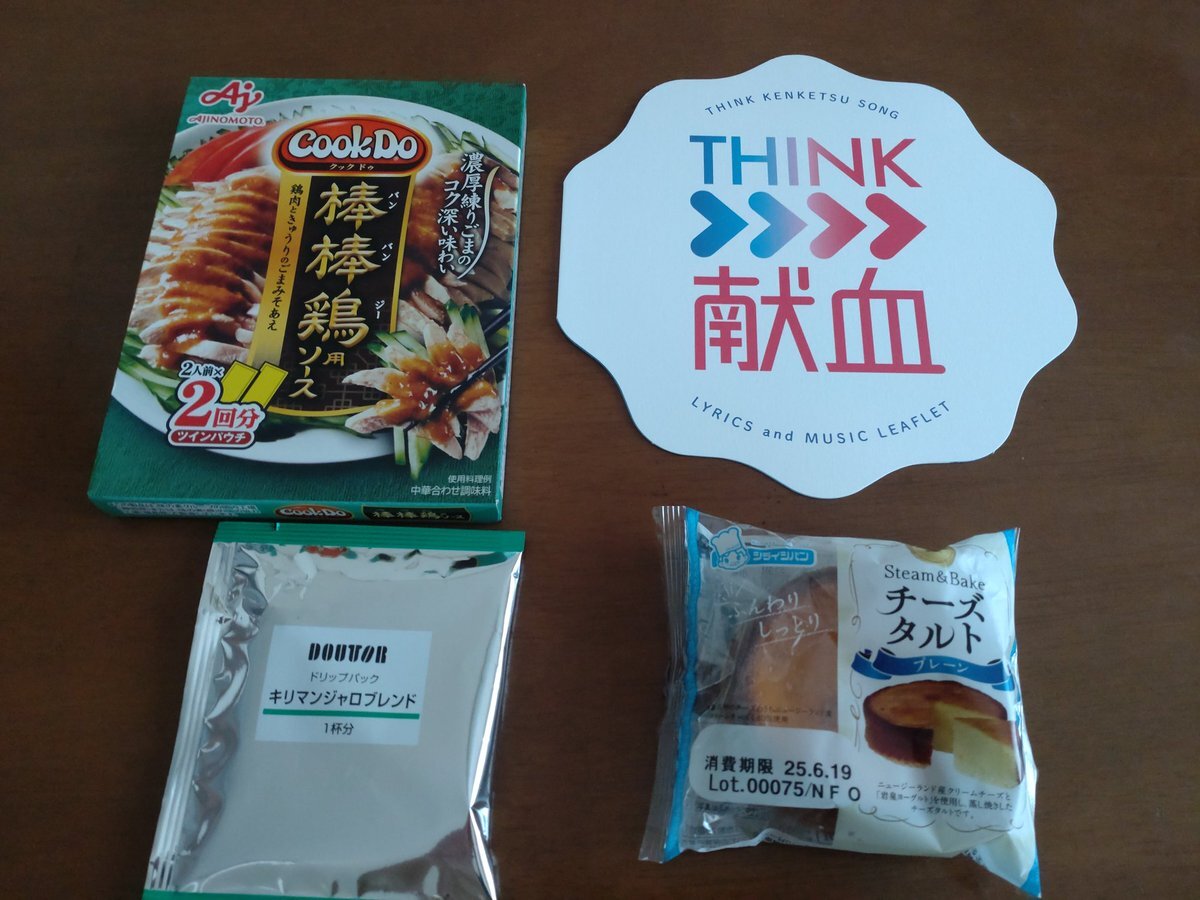 Aj
AJINOMOTO
CookDo
クック ドゥ
濃厚練りごまの
コク深い味わい
棒棒鶏用ソース
バンバンジー
鶏肉ときゅうりのごまみそあえ
2人前×
2回分
ツインパウチ
使用料理例
中華合わせ調味料
CookDo 棒棒鶏用ソース
THINK KENKETSU SONG
THINK
献血
LYRICS and MUSIC LEAFLET
DOUTOR
ドリップパック
キリマンジャロブレンド
1杯分
シライシパン
ふんわり
しっとり
Steam&Bake
チーズ
タルト
プレーン
消費期限 25.6.19
Lot.00075/NFO
ニュージーランド産クリームチーズと
「岩泉ヨーグルト」を使用し、蒸し焼きした
チーズタルトです。